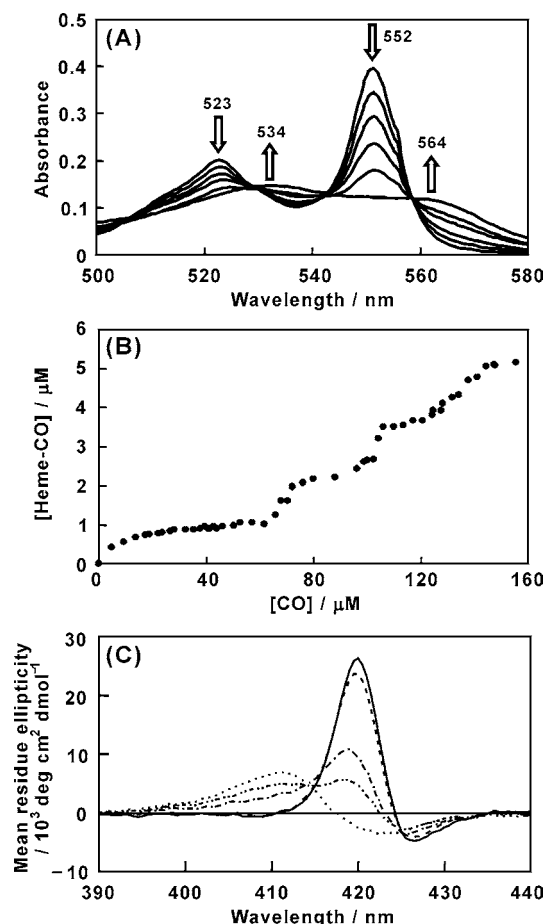 (A)
552
523
534
564
0.5
0.4
0.3
0.2
0.1
0
Absorbance
500 520 540 560 580
Wavelength / nm
(B)
6
5
4
3
2
1
0
[Heme-CO] / μM
0 40 80 120 160
[CO] / μM
(C)
30
20
10
0
−10
Mean residue ellipticity
/ 10³ deg cm² dmol⁻¹
390 400 410 420 430 440
Wavelength / nm